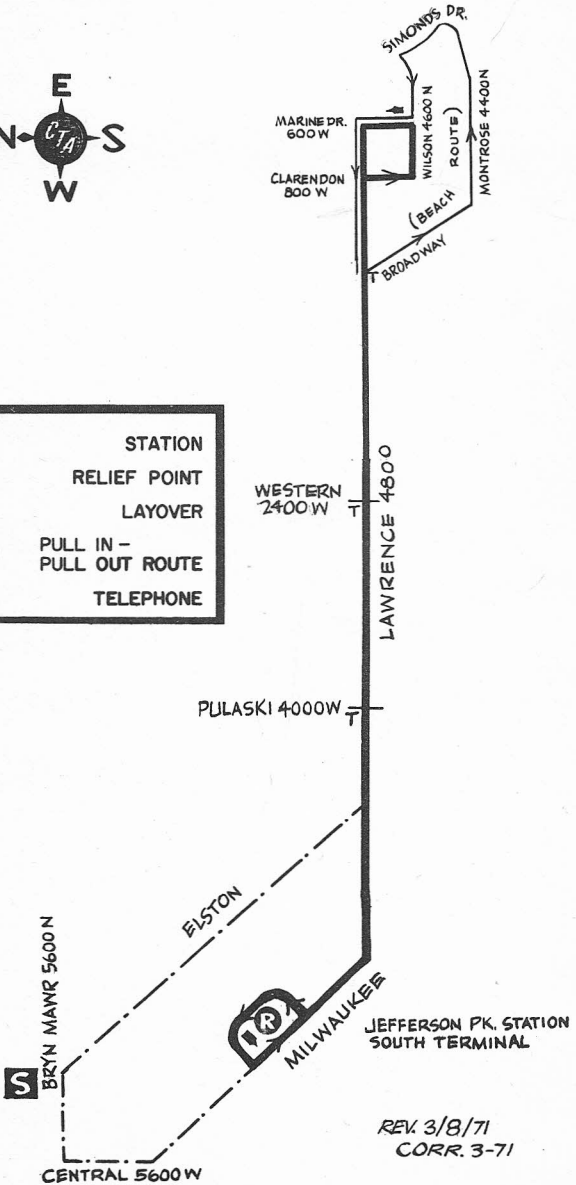 SIMONDS DR.
E
N
CTA
S
W
MARINE DR.
600 W
WILSON 4600 N
CLARENDON
800 W
(BEACH
ROUTE)
MONTROSE 4400N
T
BROADWAY
STATION
RELIEF POINT
LAYOVER
PULL IN –
PULL OUT ROUTE
TELEPHONE
WESTERN
2400 W
T
LAWRENCE 4800
PULASKI 4000W
T
ELSTON
BRYN MAWR 5600 N
S
R
MILWAUKEE
JEFFERSON PK. STATION
SOUTH TERMINAL
CENTRAL 5600 W
REV. 3/8/71
CORR. 3-71